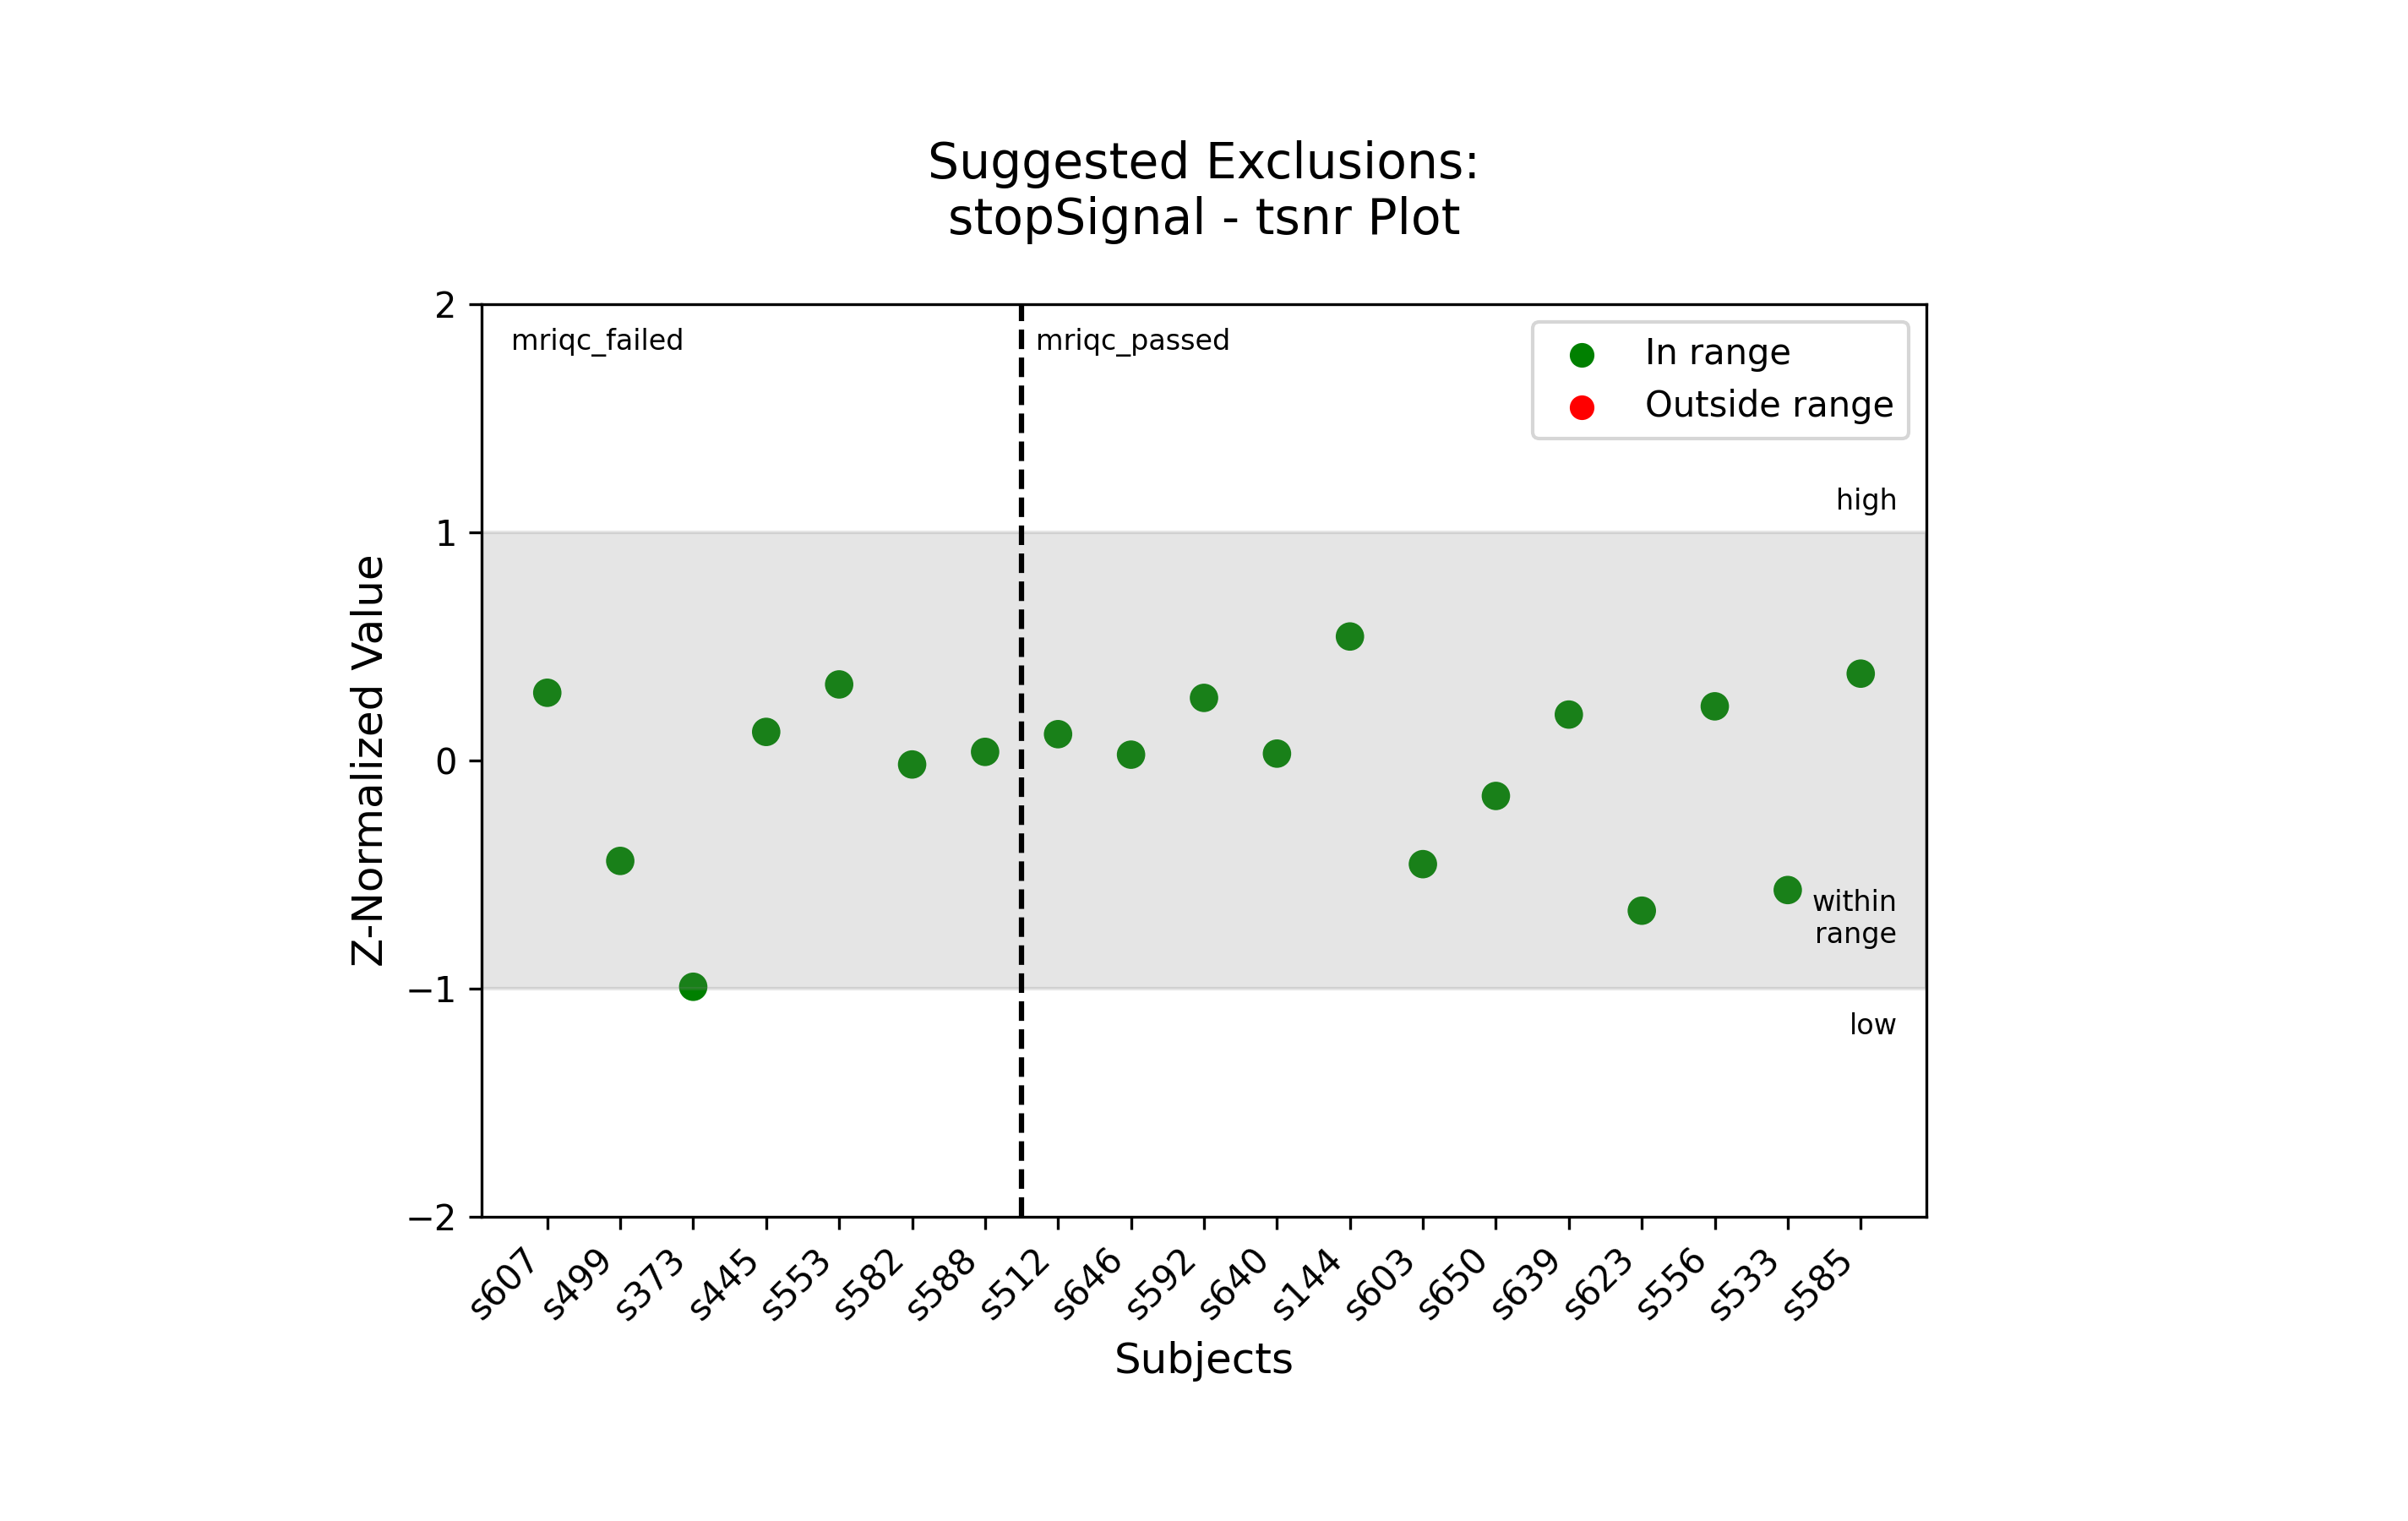 Suggested Exclusions:
stopSignal - tsnr Plot
2
mriqc_failed
mriqc_passed
In range
Outside range
high
1
Z-Normalized Value
0
within
range
−1
low
−2
s607
s499
s373
s445
s553
s582
s588
s512
s646
s592
s640
s144
s603
s650
s639
s623
s556
s533
s585
Subjects